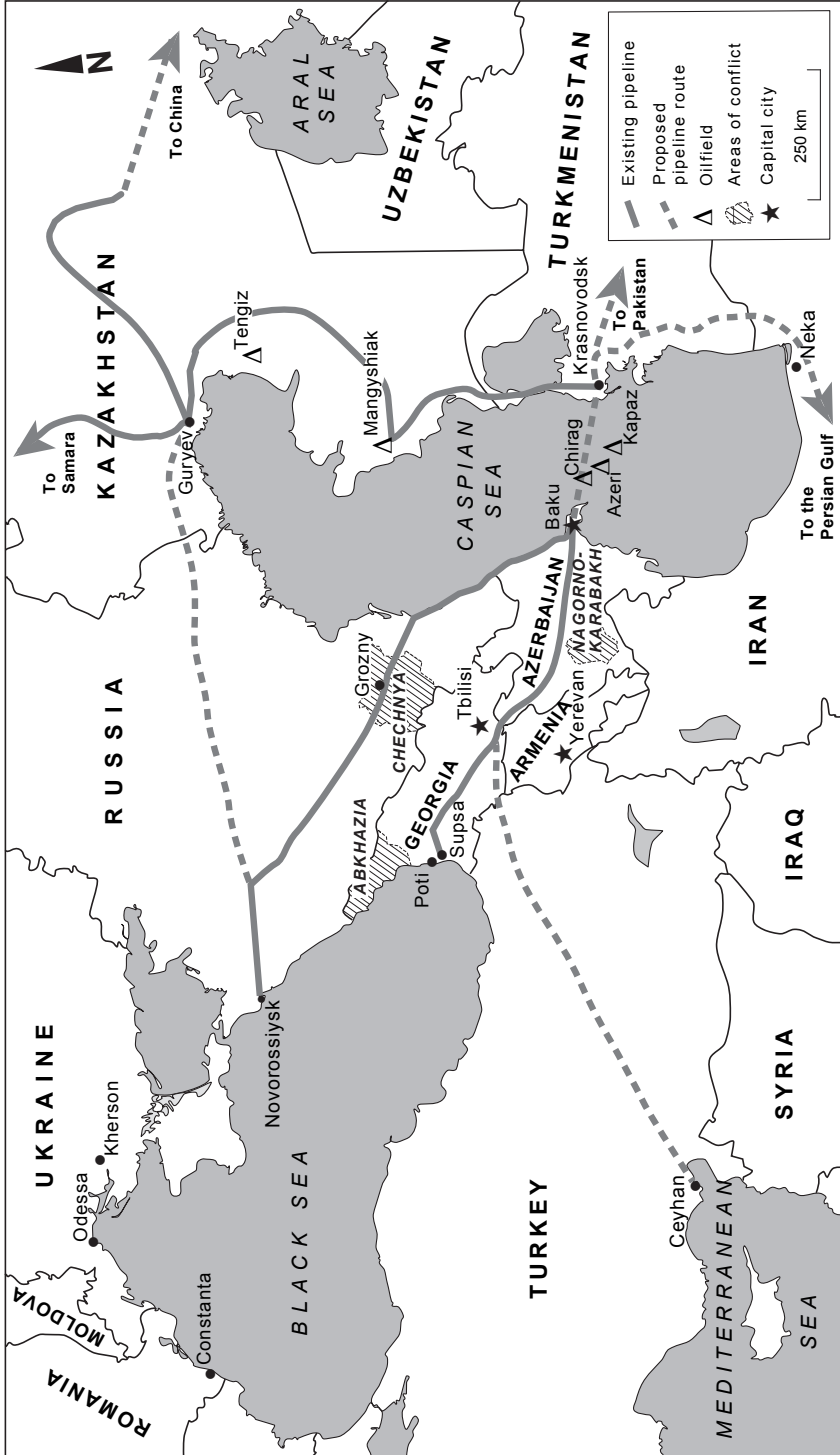 N
To China
ARAL
SEA
UZBEKISTAN
TURKMENISTAN
KAZAKHSTAN
To
Samara
Guryev
Tengiz
Mangyshiak
CASPIAN
SEA
Krasnovodsk
To
Pakistan
Neka
To the
Persian Gulf
Baku
Chirag
Azeri
Kapaz
RUSSIA
Grozny
CHECHNYA
ABKHAZIA
GEORGIA
Tbilisi
AZERBAIJAN
NAGORNO-
KARABAKH
ARMENIA
Yerevan
IRAN
Poti
Supsa
IRAQ
UKRAINE
Kherson
Odessa
Novorossiysk
MOLDOVA
ROMANIA
Constanta
BLACK SEA
TURKEY
Ceyhan
SYRIA
MEDITERRANEAN
SEA
Existing pipeline
Proposed
pipeline route
Oilfield
Areas of conflict
Capital city
250 km